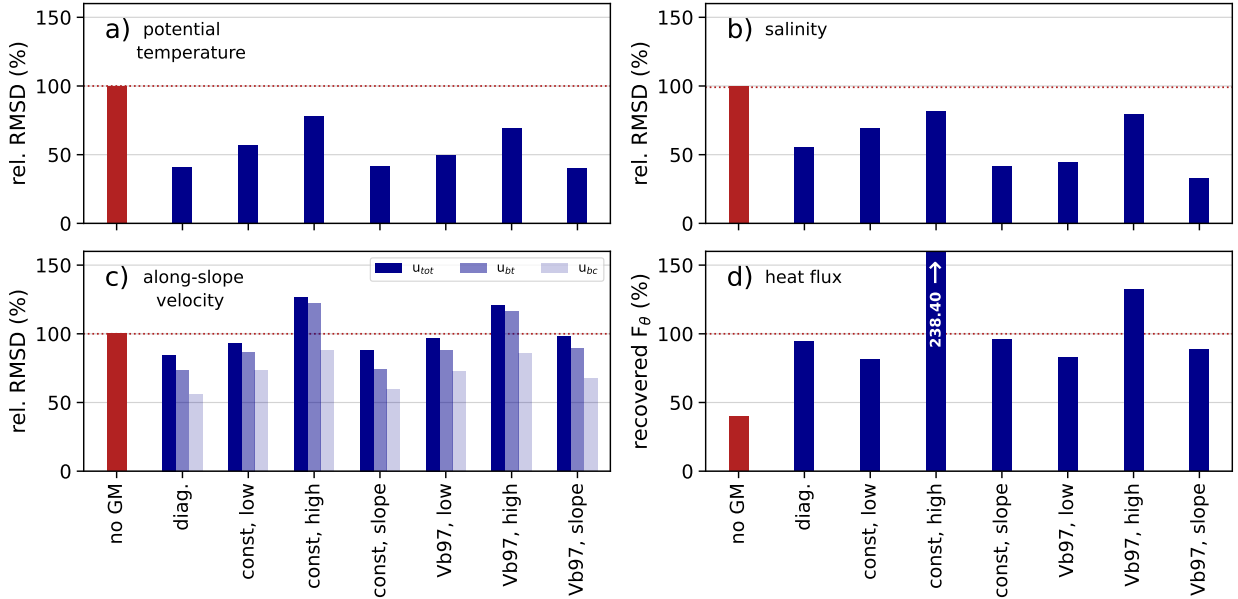 a) potential
temperature
rel. RMSD (%)
150
100
50
0
b) salinity
rel. RMSD (%)
150
100
50
0
c) along-slope
velocity
u_tot u_bt u_bc
rel. RMSD (%)
150
100
50
0
no GM
diag.
const, low
const, high
const, slope
Vb97, low
Vb97, high
Vb97, slope
d) heat flux
recovered F_θ (%)
150
100
50
0
238.40 →
no GM
diag.
const, low
const, high
const, slope
Vb97, low
Vb97, high
Vb97, slope